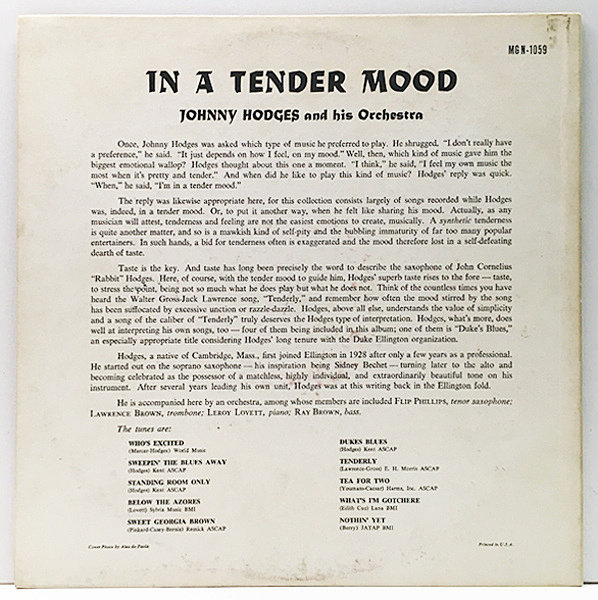 MG N-1059
IN A TENDER MOOD
JOHNNY HODGES and his Orchestra
Once, Johnny Hodges was asked which type of music he preferred to play. He shrugged. "I don't really have
a preference," he said. "It just depends on how I feel, on my mood." Well, then, which kind of music gave him the
biggest emotional wallop? Hodges thought about this one a moment. "I think," he said, "I feel my own music the
most when it's pretty and tender." And when did he like to play this kind of music? Hodges' reply was quick.
"When," he said, "I'm in a tender mood."
The reply was likewise appropriate here, for this collection consists largely of songs recorded while Hodges
was, indeed, in a tender mood. Or, to put it another way, when he felt like sharing his mood. Actually, as any
musician will attest, tenderness and feeling are not the easiest emotions to create, musically. A synthetic tenderness
is quite another matter, and so is a mawkish kind of self-pity and the bubbling immaturity of far too many popular
entertainers. In such hands, a bid for tenderness often is exaggerated and the mood therefore lost in a self-defeating
dearth of taste.
Taste is the key. And taste has long been precisely the word to describe the saxophone of John Cornelius
"Rabbit" Hodges. Here, of course, with the tender mood to guide him, Hodges' superb taste rises to the fore — taste,
to stress the point, being not so much what he does play but what he does not. Think of the countless times you have
heard the Walter Gross-Jack Lawrence song, "Tenderly," and remember how often the mood stirred by the song
has been suffocated by excessive unction or razzle-dazzle. Hodges, above all else, understands the value of simplicity
and a song of the caliber of "Tenderly" truly deserves the Hodges type of interpretation. Hodges, what's more, does
well at interpreting his own songs, too — four of them being included in this album; one of them is "Duke's Blues,"
an especially appropriate title considering Hodges' long tenure with the Duke Ellington organization.
Hodges, a native of Cambridge, Mass., first joined Ellington in 1928 after only a few years as a professional.
He started out on the soprano saxophone — his inspiration being Sidney Bechet — turning later to the alto and
becoming celebrated as the possessor of a matchless, highly individual, and extraordinarily beautiful tone on his
instrument. After several years leading his own unit, Hodges was at this writing back in the Ellington fold.
He is accompanied here by an orchestra, among whose members are included FLIP PHILLIPS, tenor saxophone;
LAWRENCE BROWN, trombone; LEROY LOVETT, piano; RAY BROWN, bass.
The tunes are:
WHO'S EXCITED
(Mercer-Hodges) World Music
SWEEPIN' THE BLUES AWAY
(Hodges) Kent ASCAP
STANDING ROOM ONLY
(Hodges) Kent ASCAP
BELOW THE AZORES
(Lovett) Sylvia Music BMI
SWEET GEORGIA BROWN
(Pinkard-Casey-Bernie) Remick ASCAP
DUKES BLUES
(Hodges) Kent ASCAP
TENDERLY
(Lawrence-Gross) E. H. Morris ASCAP
TEA FOR TWO
(Youmans-Caesar) Harms, Inc. ASCAP
WHAT'S I'M GOTCHERE
(Edith Cue) Luna BMI
NOTHIN' YET
(Berry) JATAP BMI
Cover Photo by Alan de Paolo
Printed in U.S.A.